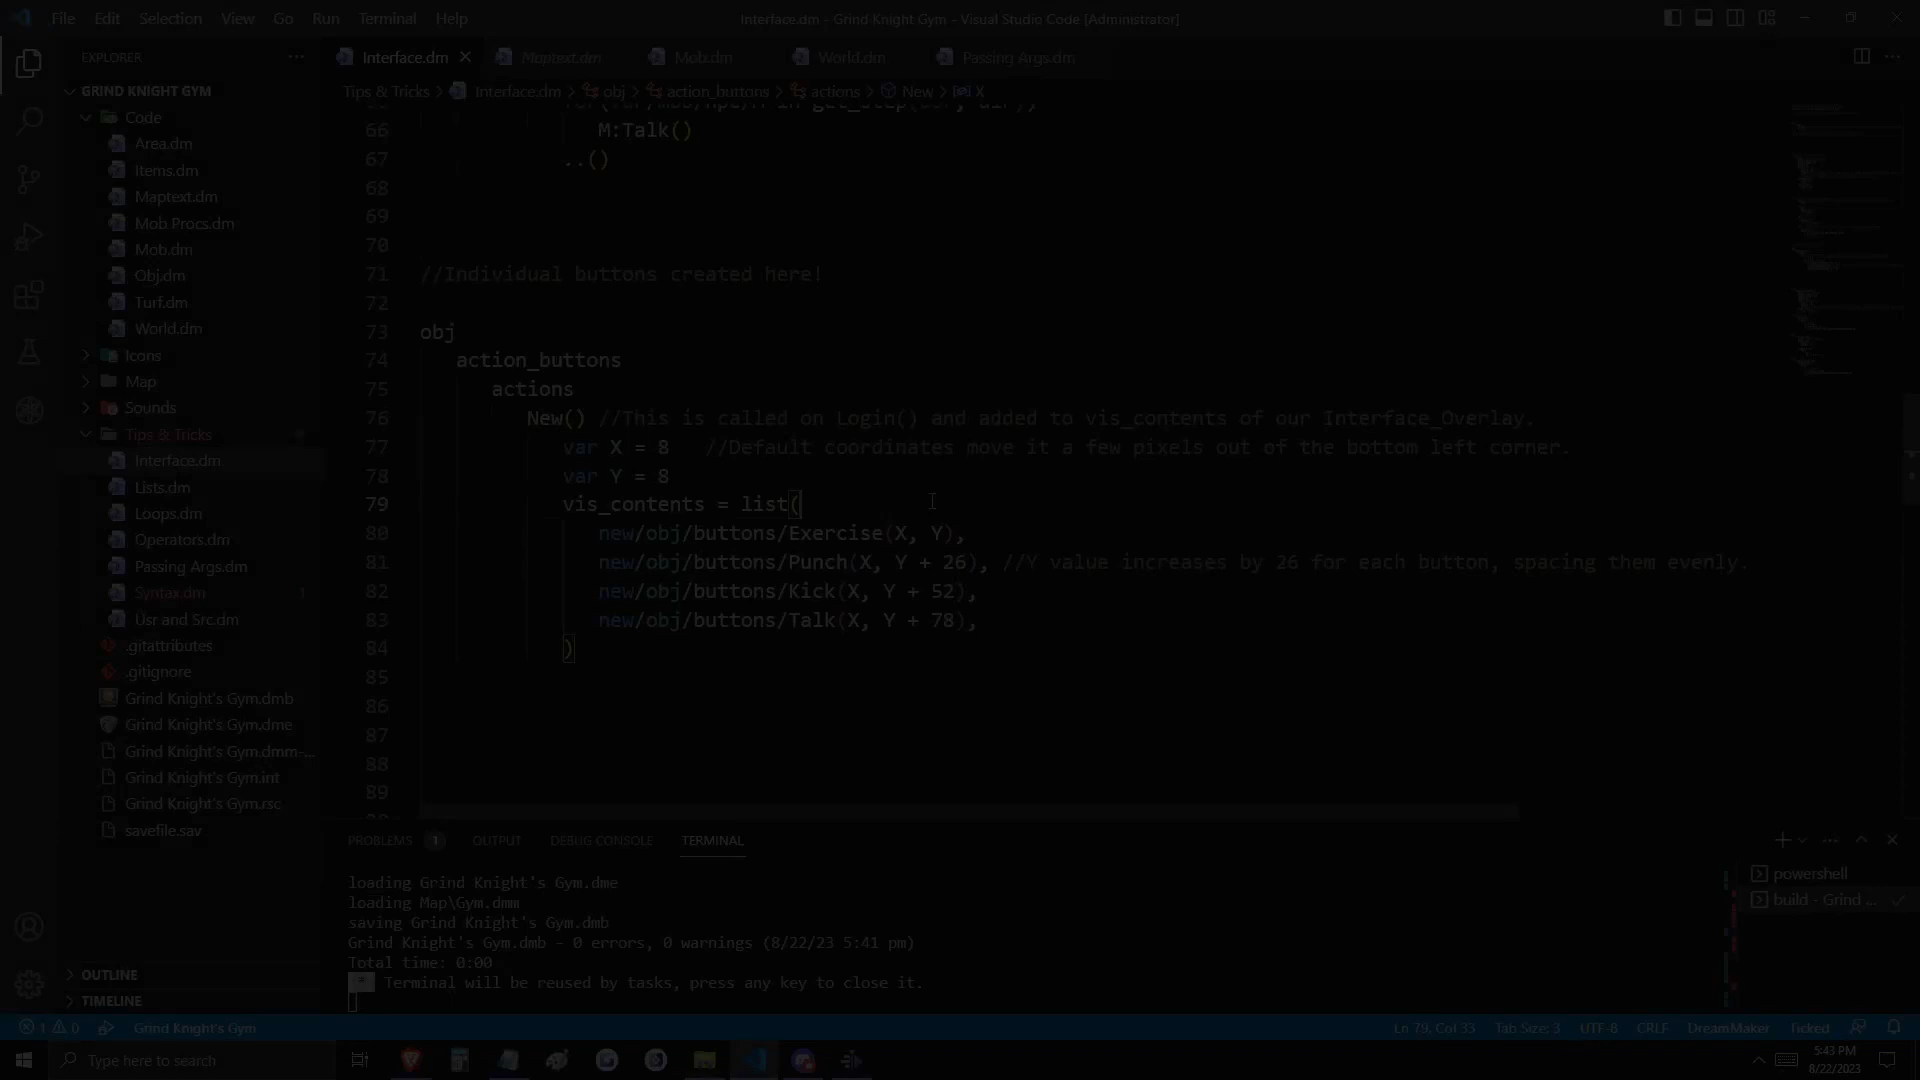 File Edit Selection View Go Run Terminal Help
Interface.dm - Grind Knight Gym - Visual Studio Code [Administrator]
EXPLORER
Interface.dm
Maptext.dm
Mob.dm
World.dm
Passing Args.dm
GRIND KNIGHT GYM
Code
Area.dm
Items.dm
Maptext.dm
Mob Procs.dm
Mob.dm
Obj.dm
Turf.dm
World.dm
Icons
Map
Sounds
Tips & Tricks
Interface.dm
Lists.dm
Loops.dm
Operators.dm
Passing Args.dm
Syntax.dm 1
Usr and Src.dm
.gitattributes
.gitignore
Grind Knight's Gym.dmb
Grind Knight's Gym.dme
Grind Knight's Gym.dmm-...
Grind Knight's Gym.int
Grind Knight's Gym.rsc
savefile.sav
OUTLINE
TIMELINE
Tips & Tricks > Interface.dm > obj > action_buttons > actions > New > X
66 M:Talk()
67 ..()
68
69
70
71 //Individual buttons created here!
72
73 obj
74 action_buttons
75 actions
76 New() //This is called on Login() and added to vis_contents of our Interface_Overlay.
77 var X = 8 //Default coordinates move it a few pixels out of the bottom left corner.
78 var Y = 8
79 vis_contents = list(
80 new/obj/buttons/Exercise(X, Y),
81 new/obj/buttons/Punch(X, Y + 26), //Y value increases by 26 for each button, spacing them evenly.
82 new/obj/buttons/Kick(X, Y + 52),
83 new/obj/buttons/Talk(X, Y + 78),
84 )
85
86
87
88
89
PROBLEMS 1 OUTPUT DEBUG CONSOLE TERMINAL
loading Grind Knight's Gym.dme
loading Map\Gym.dmm
saving Grind Knight's Gym.dmb
Grind Knight's Gym.dmb - 0 errors, 0 warnings (8/22/23 5:41 pm)
Total time: 0:00
* Terminal will be reused by tasks, press any key to close it.
powershell
build - Grind ...
1 0 Grind Knight's Gym
Ln 79, Col 33 Tab Size: 3 UTF-8 CRLF DreamMaker Ticked
Type here to search
5:43 PM
8/22/2023